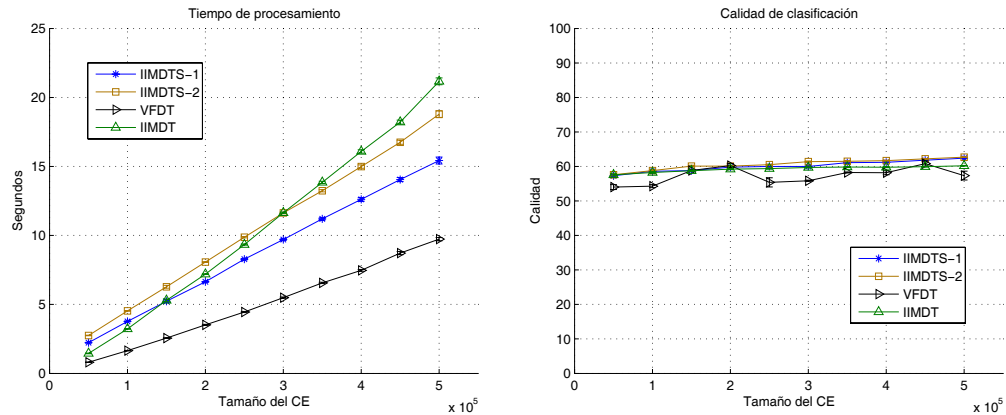 Tiempo de procesamiento
25
20
15
10
5
0
Segundos
IIMDTS-1
IIMDTS-2
VFDT
IIMDT
0 1 2 3 4 5
Tamaño del CE
x 10^5
Calidad de clasificación
100
90
80
70
60
50
40
30
20
10
0
Calidad
IIMDTS-1
IIMDTS-2
VFDT
IIMDT
0 1 2 3 4 5
Tamaño del CE
x 10^5